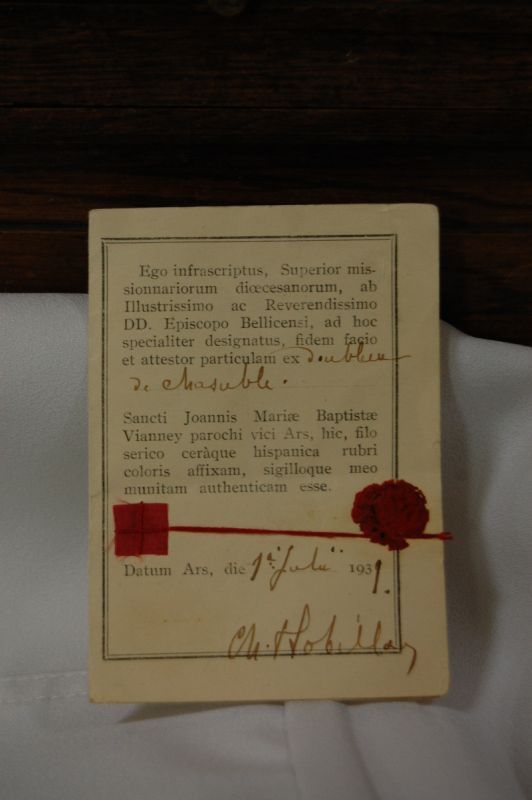 Ego infrascriptus, Superior mis-
sionnariorum diœcesanorum, ab
Illustrissimo ac Reverendissimo
DD. Episcopo Bellicensi, ad hoc
specialiter designatus, fidem facio
et attestor particulam ex doublure
de chasuble.
Sancti Joannis Mariæ Baptistæ
Vianney parochi vici Ars, hic, filo
serico ceràque hispanica rubri
coloris affixam, sigilloque meo
munitam authenticam esse.
Datum Ars, die 1ª Julii 1931.
Ch.